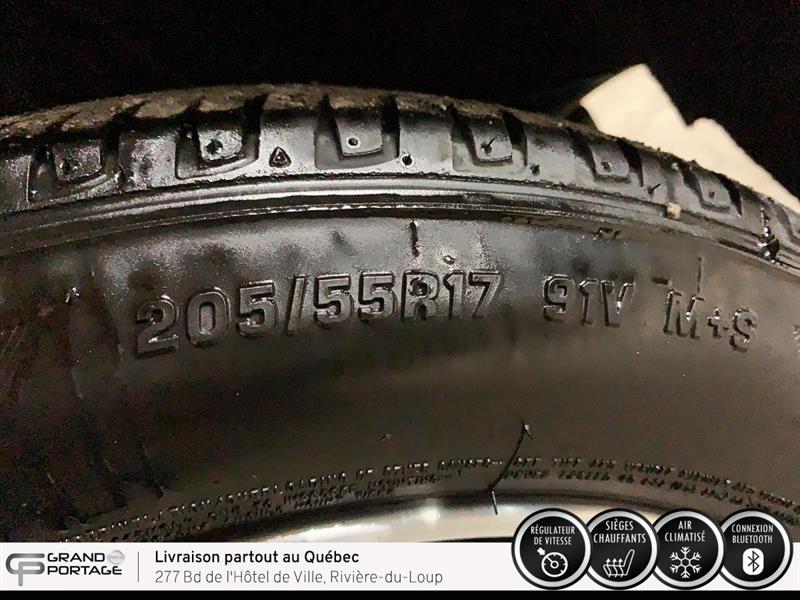 205/55R17 91V M+S
GRAND PORTAGE
Livraison partout au Québec
277 Bd de l'Hôtel de Ville, Rivière-du-Loup
RÉGULATEUR DE VITESSE
SIÈGES CHAUFFANTS
AIR CLIMATISÉ
CONNEXION BLUETOOTH